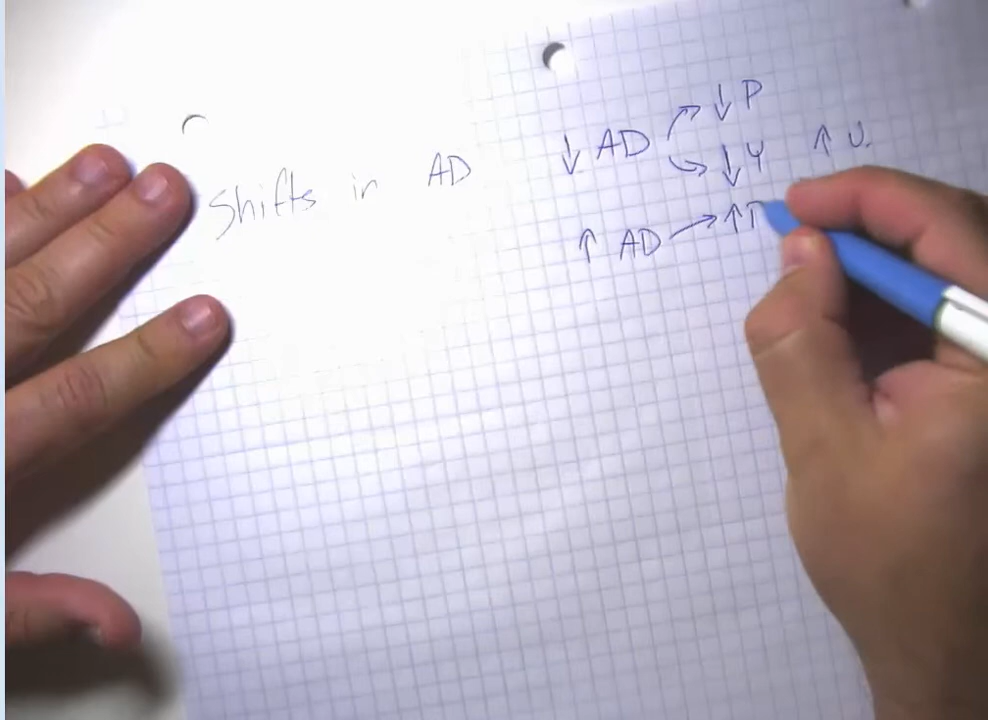 Shifts in AD
↓ AD ↗ ↓ P
↘ ↓ Y ↑ U.
↑ AD → ↑